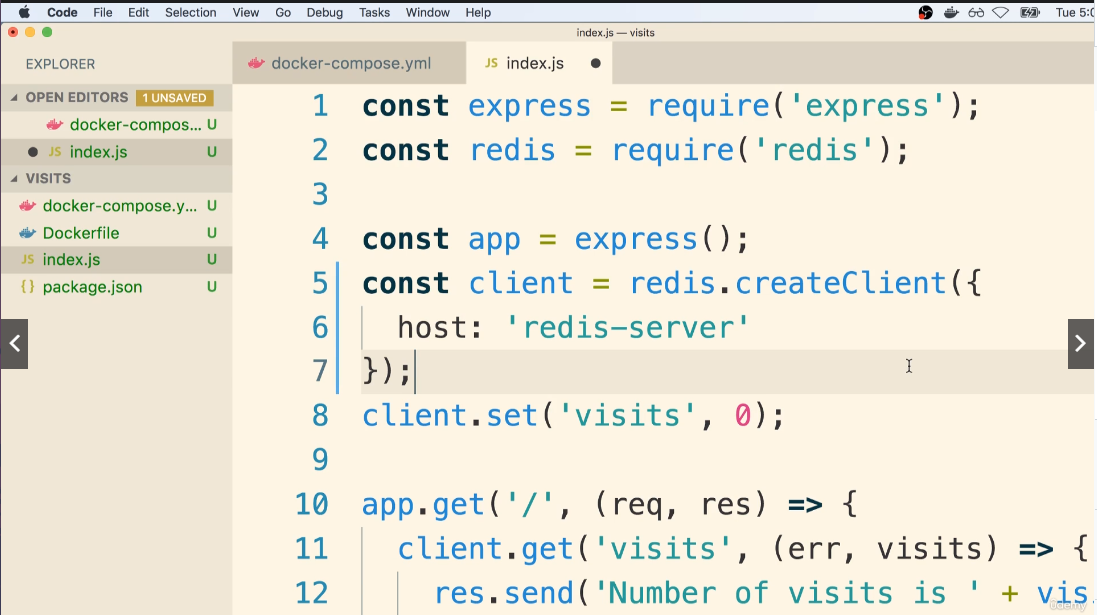 Code File Edit Selection View Go Debug Tasks Window Help Tue 5:0
index.js — visits
EXPLORER
OPEN EDITORS 1 UNSAVED
docker-compos... U
JS index.js U
VISITS
docker-compose.y... U
Dockerfile U
JS index.js U
{} package.json U
docker-compose.yml JS index.js
1 const express = require('express');
2 const redis = require('redis');
3
4 const app = express();
5 const client = redis.createClient({
6 host: 'redis-server'
7 });
8 client.set('visits', 0);
9
10 app.get('/', (req, res) => {
11 client.get('visits', (err, visits) => {
12 res.send('Number of visits is ' + vis
udemy